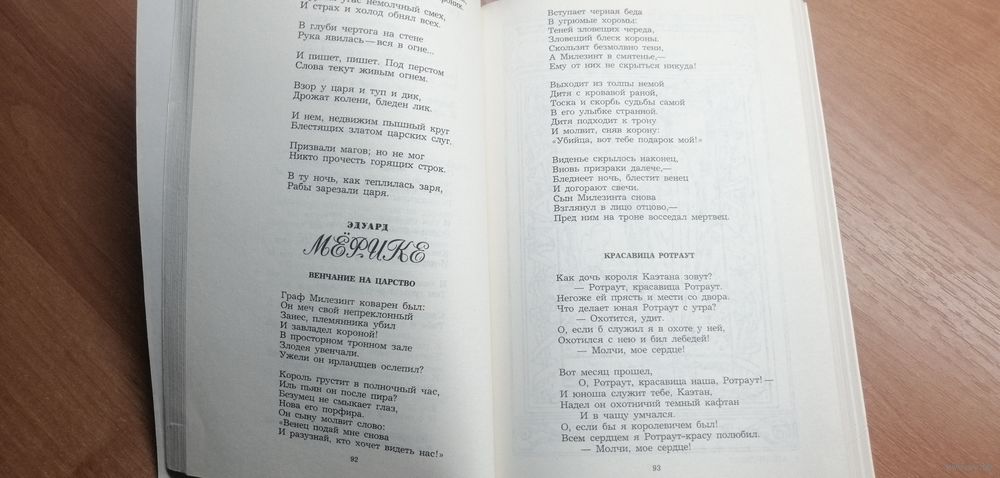 угас немолчный смех,
И страх и холод обнял всех.
В глуби чертога на стене
Рука явилась — вся в огне...
И пишет, пишет. Под перстом
Слова текут живым огнем.
Взор у царя и туп и дик,
Дрожат колени, бледен лик.
И нем, недвижим пышный круг
Блестящих златом царских слуг.
Призвали магов; но не мог
Никто прочесть горящих строк.
В ту ночь, как теплилась заря,
Рабы зарезали царя.
ЭДУАРД
МЁРИКЕ
ВЕНЧАНИЕ НА ЦАРСТВО
Граф Милезинт коварен был:
Он меч свой непреклонный
Занес, племянника убил
И завладел короной!
В просторном тронном зале
Злодея увенчали.
Ужели он ирландцев ослепил?
Король грустит в полночный час,
Иль пьян он после пира?
Безумец не смыкает глаз,
Нова его порфира.
Он сыну молвит слово:
«Венец подай мне снова
И разузнай, кто хочет видеть нас!»
92
Вступает черная беда
В угрюмые хоромы:
Теней зловещих череда,
Зловещий блеск короны.
Скользят безмолвно тени,
А Милезинт в смятенье,—
Ему от них не скрыться никуда!
Выходит из толпы немой
Дитя с кровавой раной,
Тоска и скорбь судьбы самой
В его улыбке странной.
Дитя подходит к трону
И молвит, сняв корону:
«Убийца, вот тебе подарок мой!»
Виденье скрылось наконец,
Вновь призраки далече,—
Бледнеет ночь, блестит венец
И догорают свечи.
Сын Милезинта снова
Взглянул в лицо отцово,—
Пред ним на троне восседал мертвец.
КРАСАВИЦА РОТРАУТ
Как дочь короля Каэтана зовут?
— Ротраут, красавица Ротраут.
Негоже ей прясть и мести со двора.
Что делает юная Ротраут с утра?
— Охотится, удит.
О, если б служил я в охоте у ней,
Охотился с нею и бил лебедей!
— Молчи, мое сердце!
Вот месяц прошел,
О, Ротраут, красавица наша, Ротраут! —
И юноша служит тебе, Каэтан,
Надел он охотничий темный кафтан
И в чащу умчался.
О, если бы я королевичем был!
Всем сердцем я Ротраут-красу полюбил.
— Молчи, мое сердце!
93